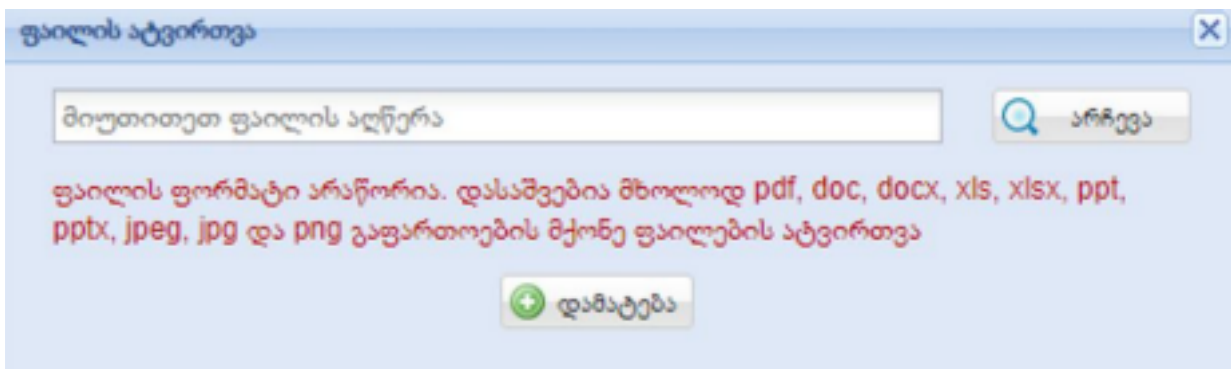 ფაილის ატვირთვა
მიუთითეთ ფაილის აღწერა
არჩევა
ფაილის ფორმატი არაწორია. დასაშვებია მხოლოდ pdf, doc, docx, xls, xlsx, ppt,
pptx, jpeg, jpg და png გაფართოების მქონე ფაილების ატვირთვა
დამატება